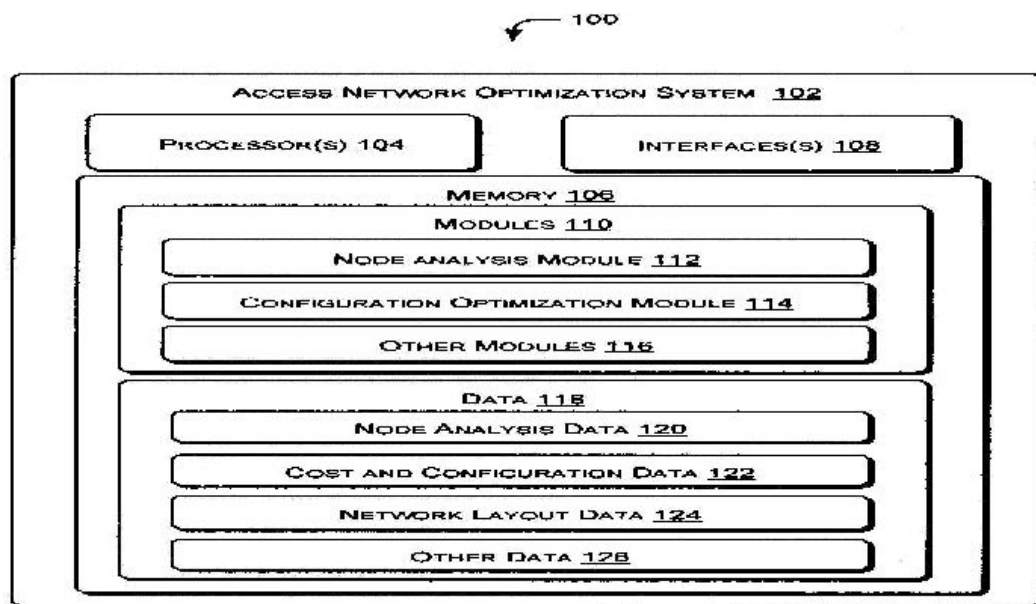 100
ACCESS NETWORK OPTIMIZATION SYSTEM 102
PROCESSOR(S) 104
INTERFACES(S) 108
MEMORY 106
MODULES 110
NODE ANALYSIS MODULE 112
CONFIGURATION OPTIMIZATION MODULE 114
OTHER MODULES 116
DATA 118
NODE ANALYSIS DATA 120
COST AND CONFIGURATION DATA 122
NETWORK LAYOUT DATA 124
OTHER DATA 128